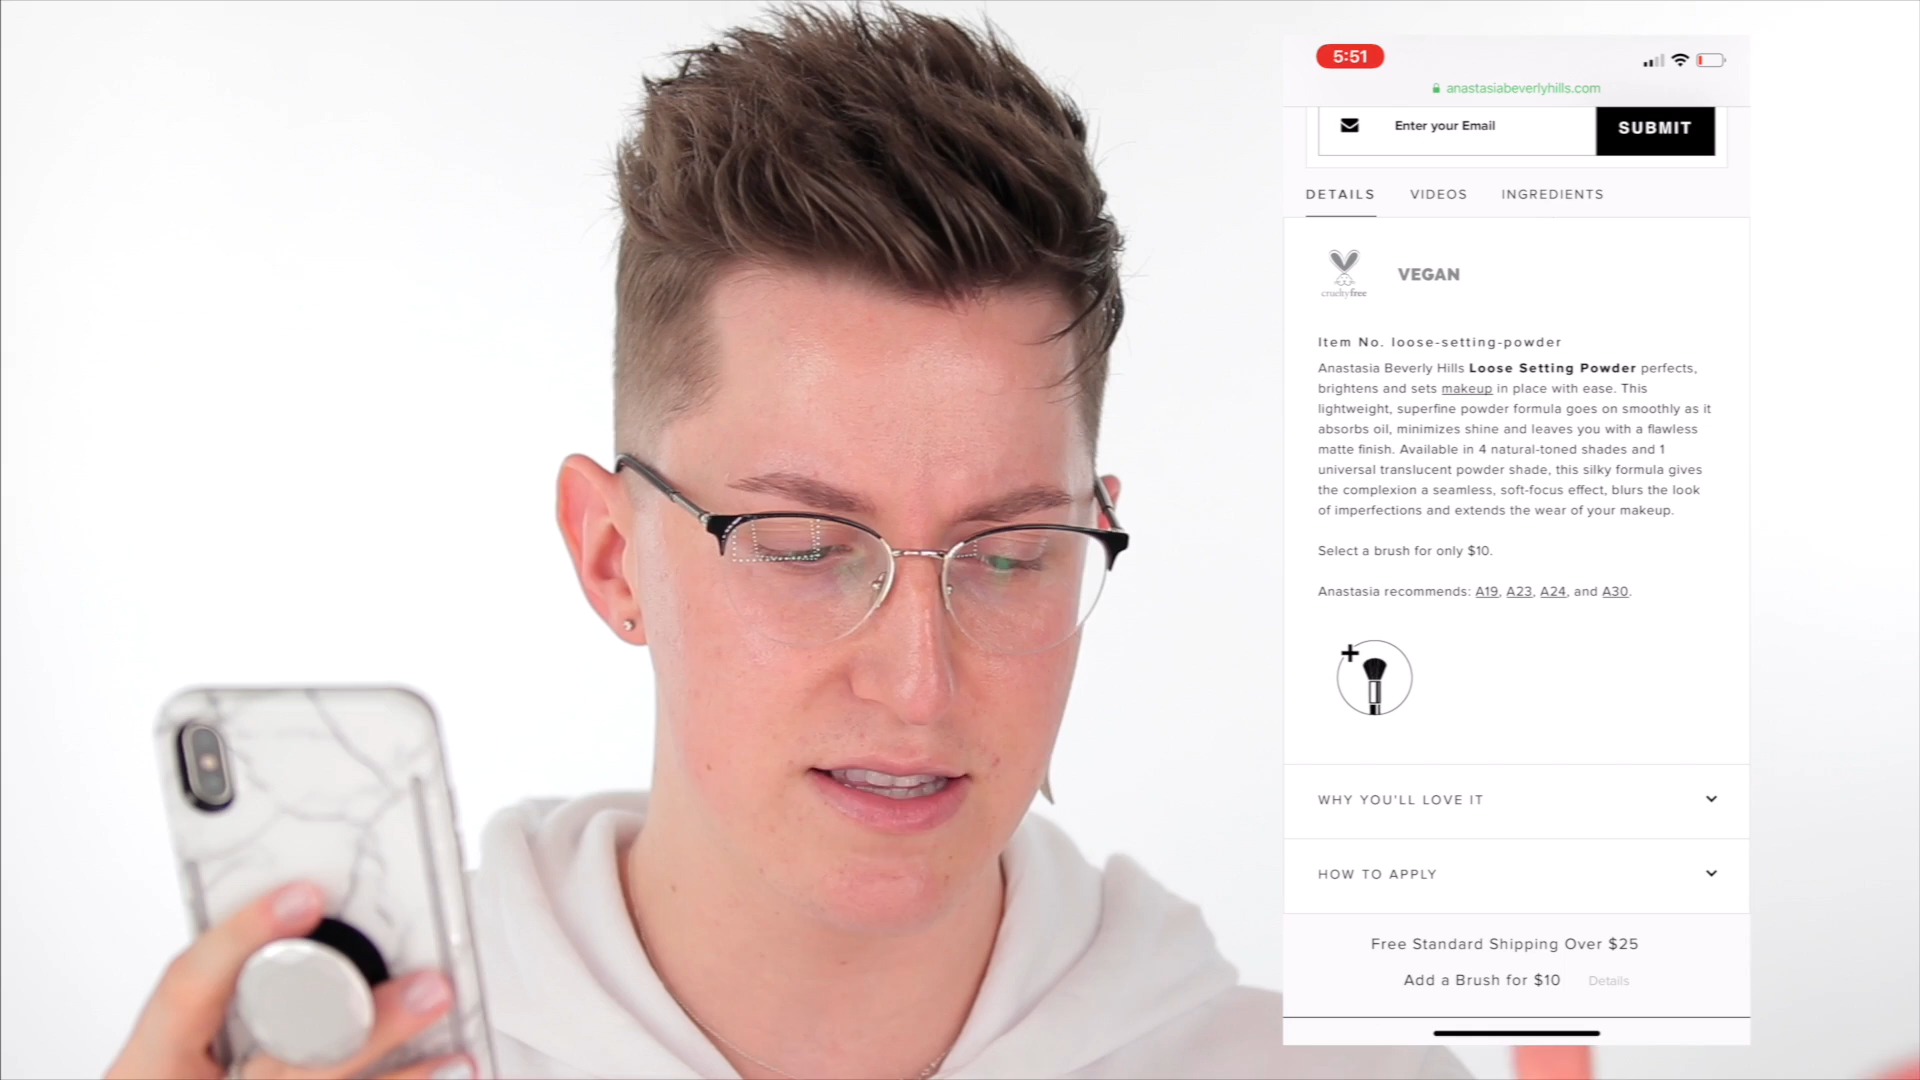 5:51
anastasiabeverlyhills.com
Enter your Email
SUBMIT
DETAILS VIDEOS INGREDIENTS
crueltyfree
VEGAN
Item No. loose-setting-powder
Anastasia Beverly Hills Loose Setting Powder perfects,
brightens and sets makeup in place with ease. This
lightweight, superfine powder formula goes on smoothly as it
absorbs oil, minimizes shine and leaves you with a flawless
matte finish. Available in 4 natural-toned shades and 1
universal translucent powder shade, this silky formula gives
the complexion a seamless, soft-focus effect, blurs the look
of imperfections and extends the wear of your makeup.
Select a brush for only $10.
Anastasia recommends: A19, A23, A24, and A30.
WHY YOU'LL LOVE IT
HOW TO APPLY
Free Standard Shipping Over $25
Add a Brush for $10 Details